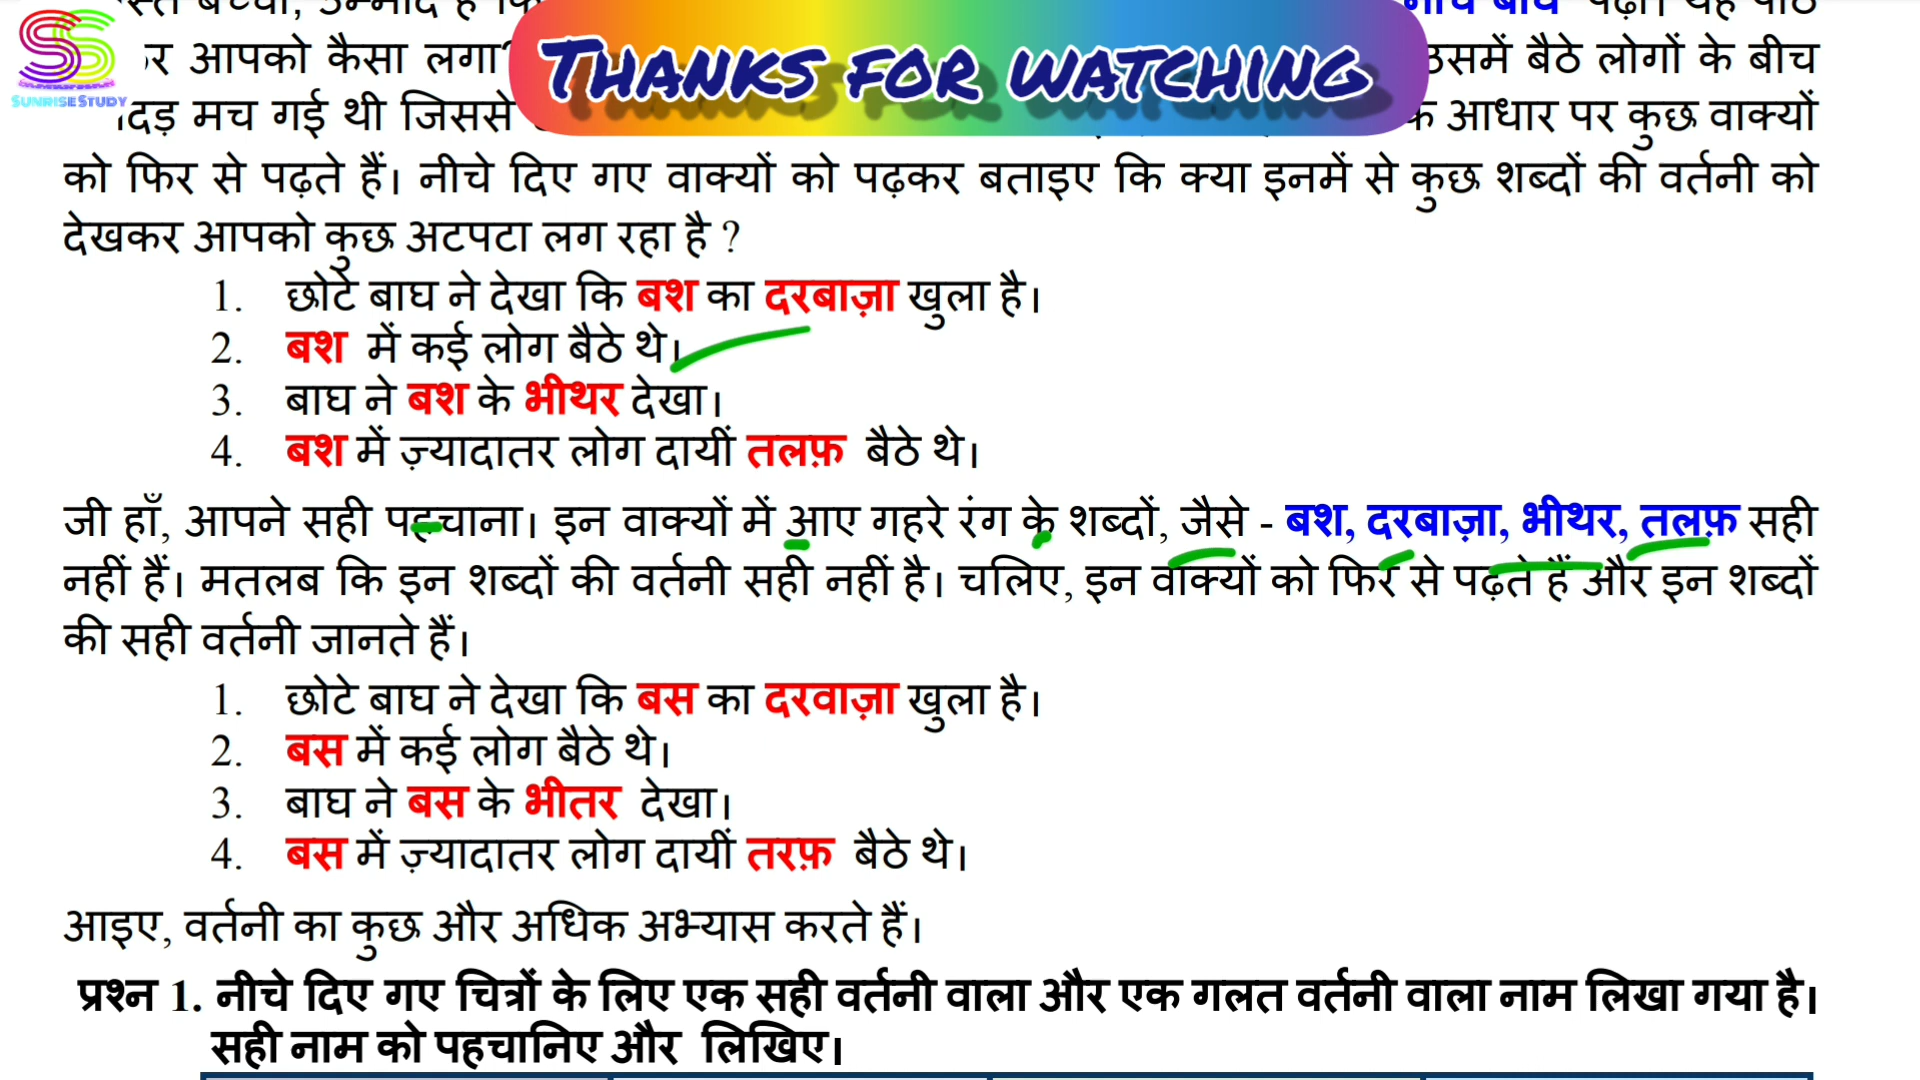 SUNRISESTUDY
THANKS FOR WATCHING
पढ़ा। यह पाठ
आपको कैसा लगा? उसमें बैठे लोगों के बीच
मच गई थी जिससे के आधार पर कुछ वाक्यों
को फिर से पढ़ते हैं। नीचे दिए गए वाक्यों को पढ़कर बताइए कि क्या इनमें से कुछ शब्दों की वर्तनी को
देखकर आपको कुछ अटपटा लग रहा है ?
1. छोटे बाघ ने देखा कि बश का दरबाज़ा खुला है।
2. बश में कई लोग बैठे थे।
3. बाघ ने बश के भीथर देखा।
4. बश में ज़्यादातर लोग दायीं तलफ़ बैठे थे।
जी हाँ, आपने सही पहचाना। इन वाक्यों में आए गहरे रंग के शब्दों, जैसे - बश, दरबाज़ा, भीथर, तलफ़ सही
नहीं हैं। मतलब कि इन शब्दों की वर्तनी सही नहीं है। चलिए, इन वाक्यों को फिर से पढ़ते हैं और इन शब्दों
की सही वर्तनी जानते हैं।
1. छोटे बाघ ने देखा कि बस का दरवाज़ा खुला है।
2. बस में कई लोग बैठे थे।
3. बाघ ने बस के भीतर देखा।
4. बस में ज़्यादातर लोग दायीं तरफ़ बैठे थे।
आइए, वर्तनी का कुछ और अधिक अभ्यास करते हैं।
प्रश्न 1. नीचे दिए गए चित्रों के लिए एक सही वर्तनी वाला और एक गलत वर्तनी वाला नाम लिखा गया है।
सही नाम को पहचानिए और लिखिए।